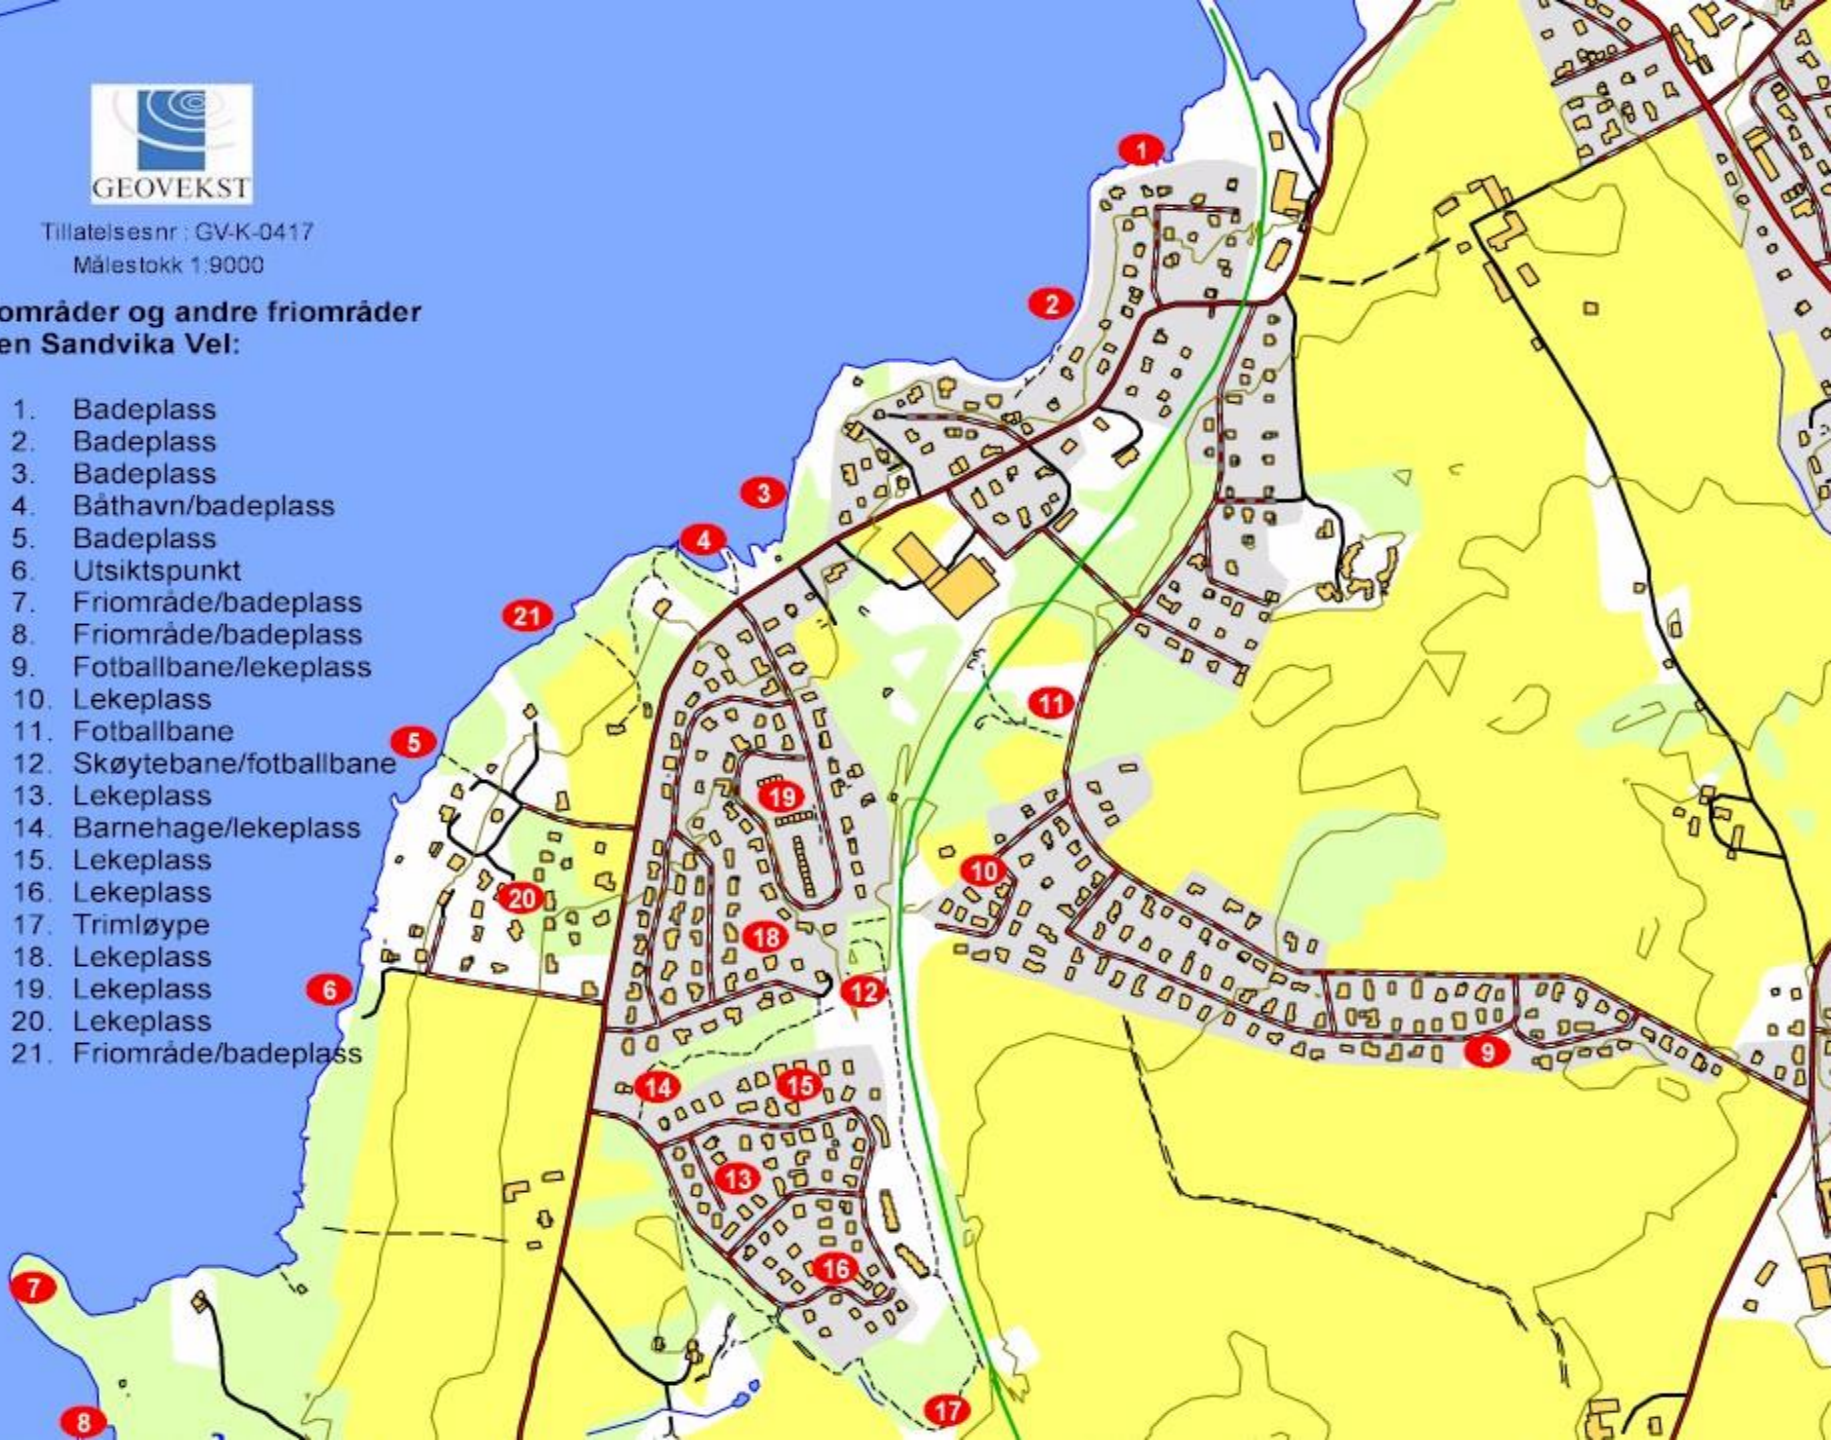 GEOVEKST
Tillatelsesnr : GV-K-0417
Målestokk 1:9000
områder og andre friområder
en Sandvika Vel:
1. Badeplass
2. Badeplass
3. Badeplass
4. Båthavn/badeplass
5. Badeplass
6. Utsiktspunkt
7. Friområde/badeplass
8. Friområde/badeplass
9. Fotballbane/lekeplass
10. Lekeplass
11. Fotballbane
12. Skøytebane/fotballbane
13. Lekeplass
14. Barnehage/lekeplass
15. Lekeplass
16. Lekeplass
17. Trimløype
18. Lekeplass
19. Lekeplass
20. Lekeplass
21. Friområde/badeplass
1
2
3
4
21
11
5
19
10
20
18
6
12
9
14
15
13
16
7
17
8